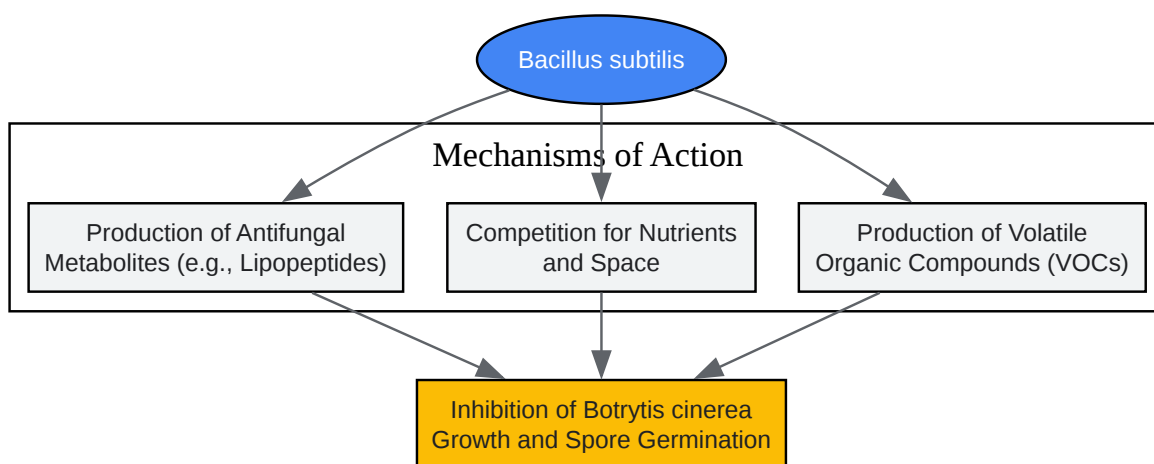 Bacillus subtilis
Mechanisms of Action
Production of Antifungal
Metabolites (e.g., Lipopeptides)
Competition for Nutrients
and Space
Production of Volatile
Organic Compounds (VOCs)
Inhibition of Botrytis cinerea
Growth and Spore Germination